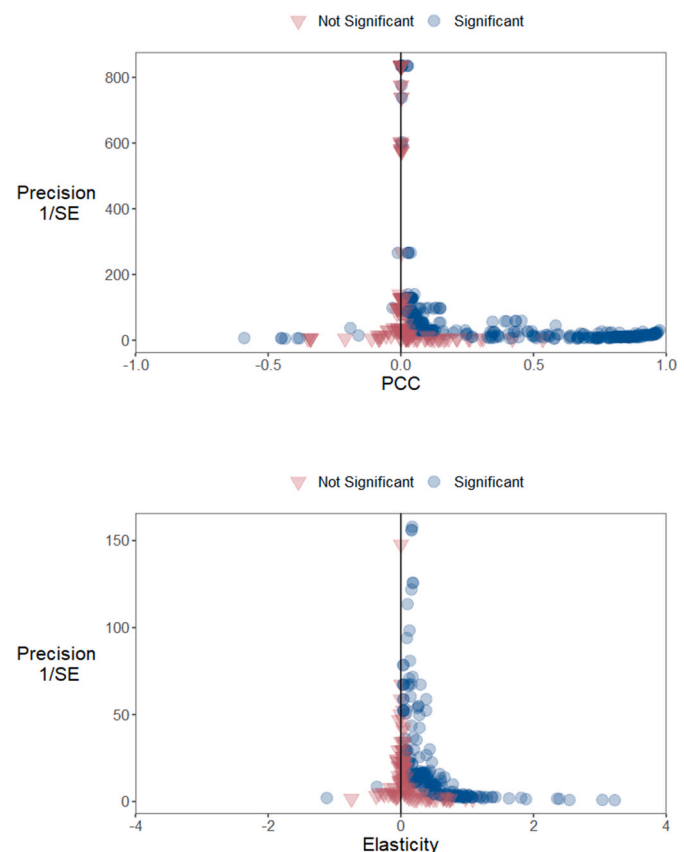 Not Significant Significant
800
600
Precision
1/SE
400
200
0
-1.0 -0.5 0.0 0.5 1.0
PCC
Not Significant Significant
150
Precision
1/SE
100
50
0
-4 -2 0 2 4
Elasticity